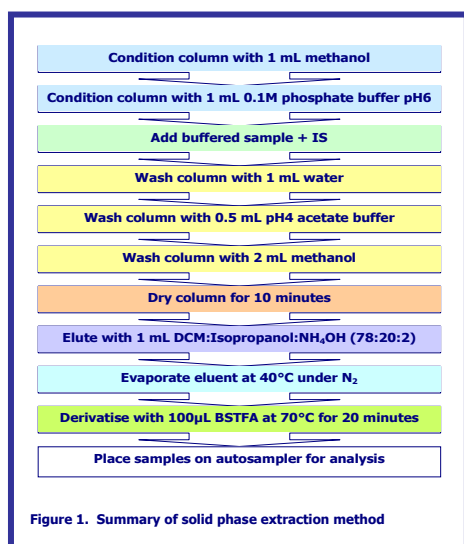 Condition column with 1 mL methanol
Condition column with 1 mL 0.1M phosphate buffer pH6
Add buffered sample + IS
Wash column with 1 mL water
Wash column with 0.5 mL pH4 acetate buffer
Wash column with 2 mL methanol
Dry column for 10 minutes
Elute with 1 mL DCM:Isopropanol:NH₄OH (78:20:2)
Evaporate eluent at 40°C under N₂
Derivatise with 100µL BSTFA at 70°C for 20 minutes
Place samples on autosampler for analysis
Figure 1. Summary of solid phase extraction method